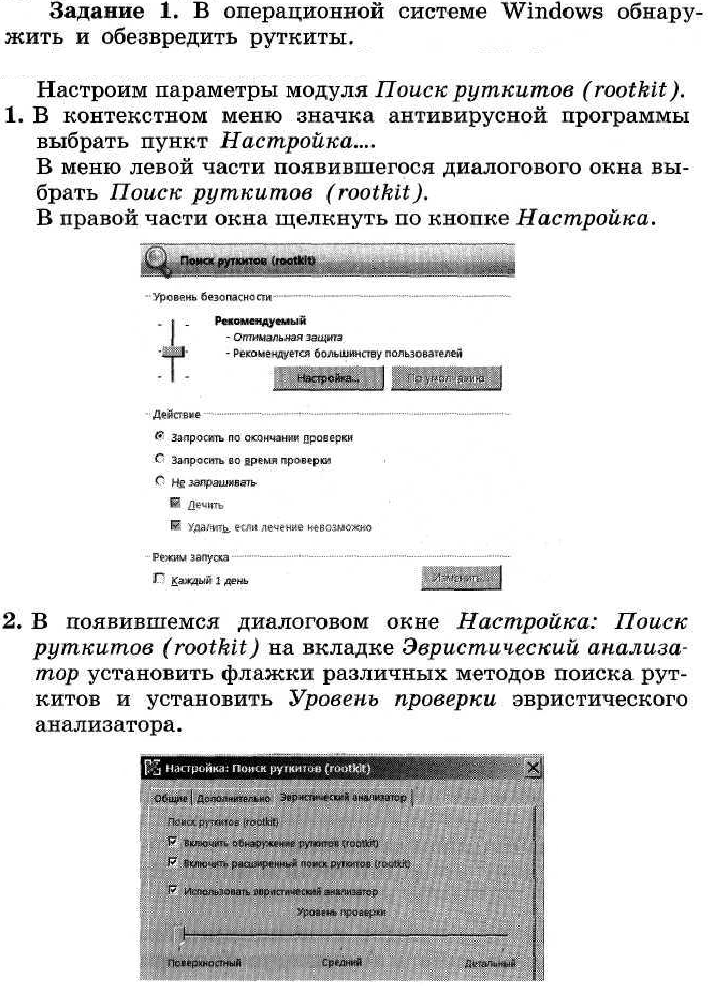 Задание 1. В операционной системе Windows обнару-
жить и обезвредить руткиты.
Настроим параметры модуля Поиск руткитов (rootkit).
1. В контекстном меню значка антивирусной программы
выбрать пункт Настройка....
В меню левой части появившегося диалогового окна вы-
брать Поиск руткитов (rootkit).
В правой части окна щелкнуть по кнопке Настройка.
Поиск руткитов (rootkit)
Уровень безопасности
Рекомендуемый
- Оптимальная защита
- Рекомендуется большинству пользователей
Настройка... По умолчанию
Действие
Запросить по окончании проверки
Запросить во время проверки
Не запрашивать
Лечить
Удалить, если лечение невозможно
Режим запуска
Каждый 1 день Изменить...
2. В появившемся диалоговом окне Настройка: Поиск
руткитов (rootkit) на вкладке Эвристический анализа-
тор установить флажки различных методов поиска рут-
китов и установить Уровень проверки эвристического
анализатора.
Настройка: Поиск руткитов (rootkit)
Общие Дополнительно Эвристический анализатор
Поиск руткитов (rootkit)
Включить обнаружение руткитов (rootkit)
Включить расширенный поиск руткитов (rootkit)
Использовать эвристический анализатор
Уровень проверки
Поверхностный Средний Детальный